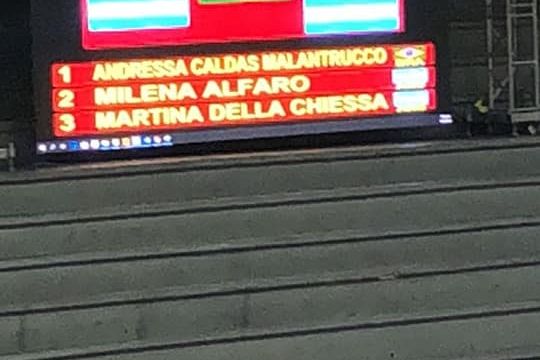 1 ANDRESSA CALDAS MALANTRUCCO
2 MILENA ALFARO
3 MARTINA DELLA CHIESSA